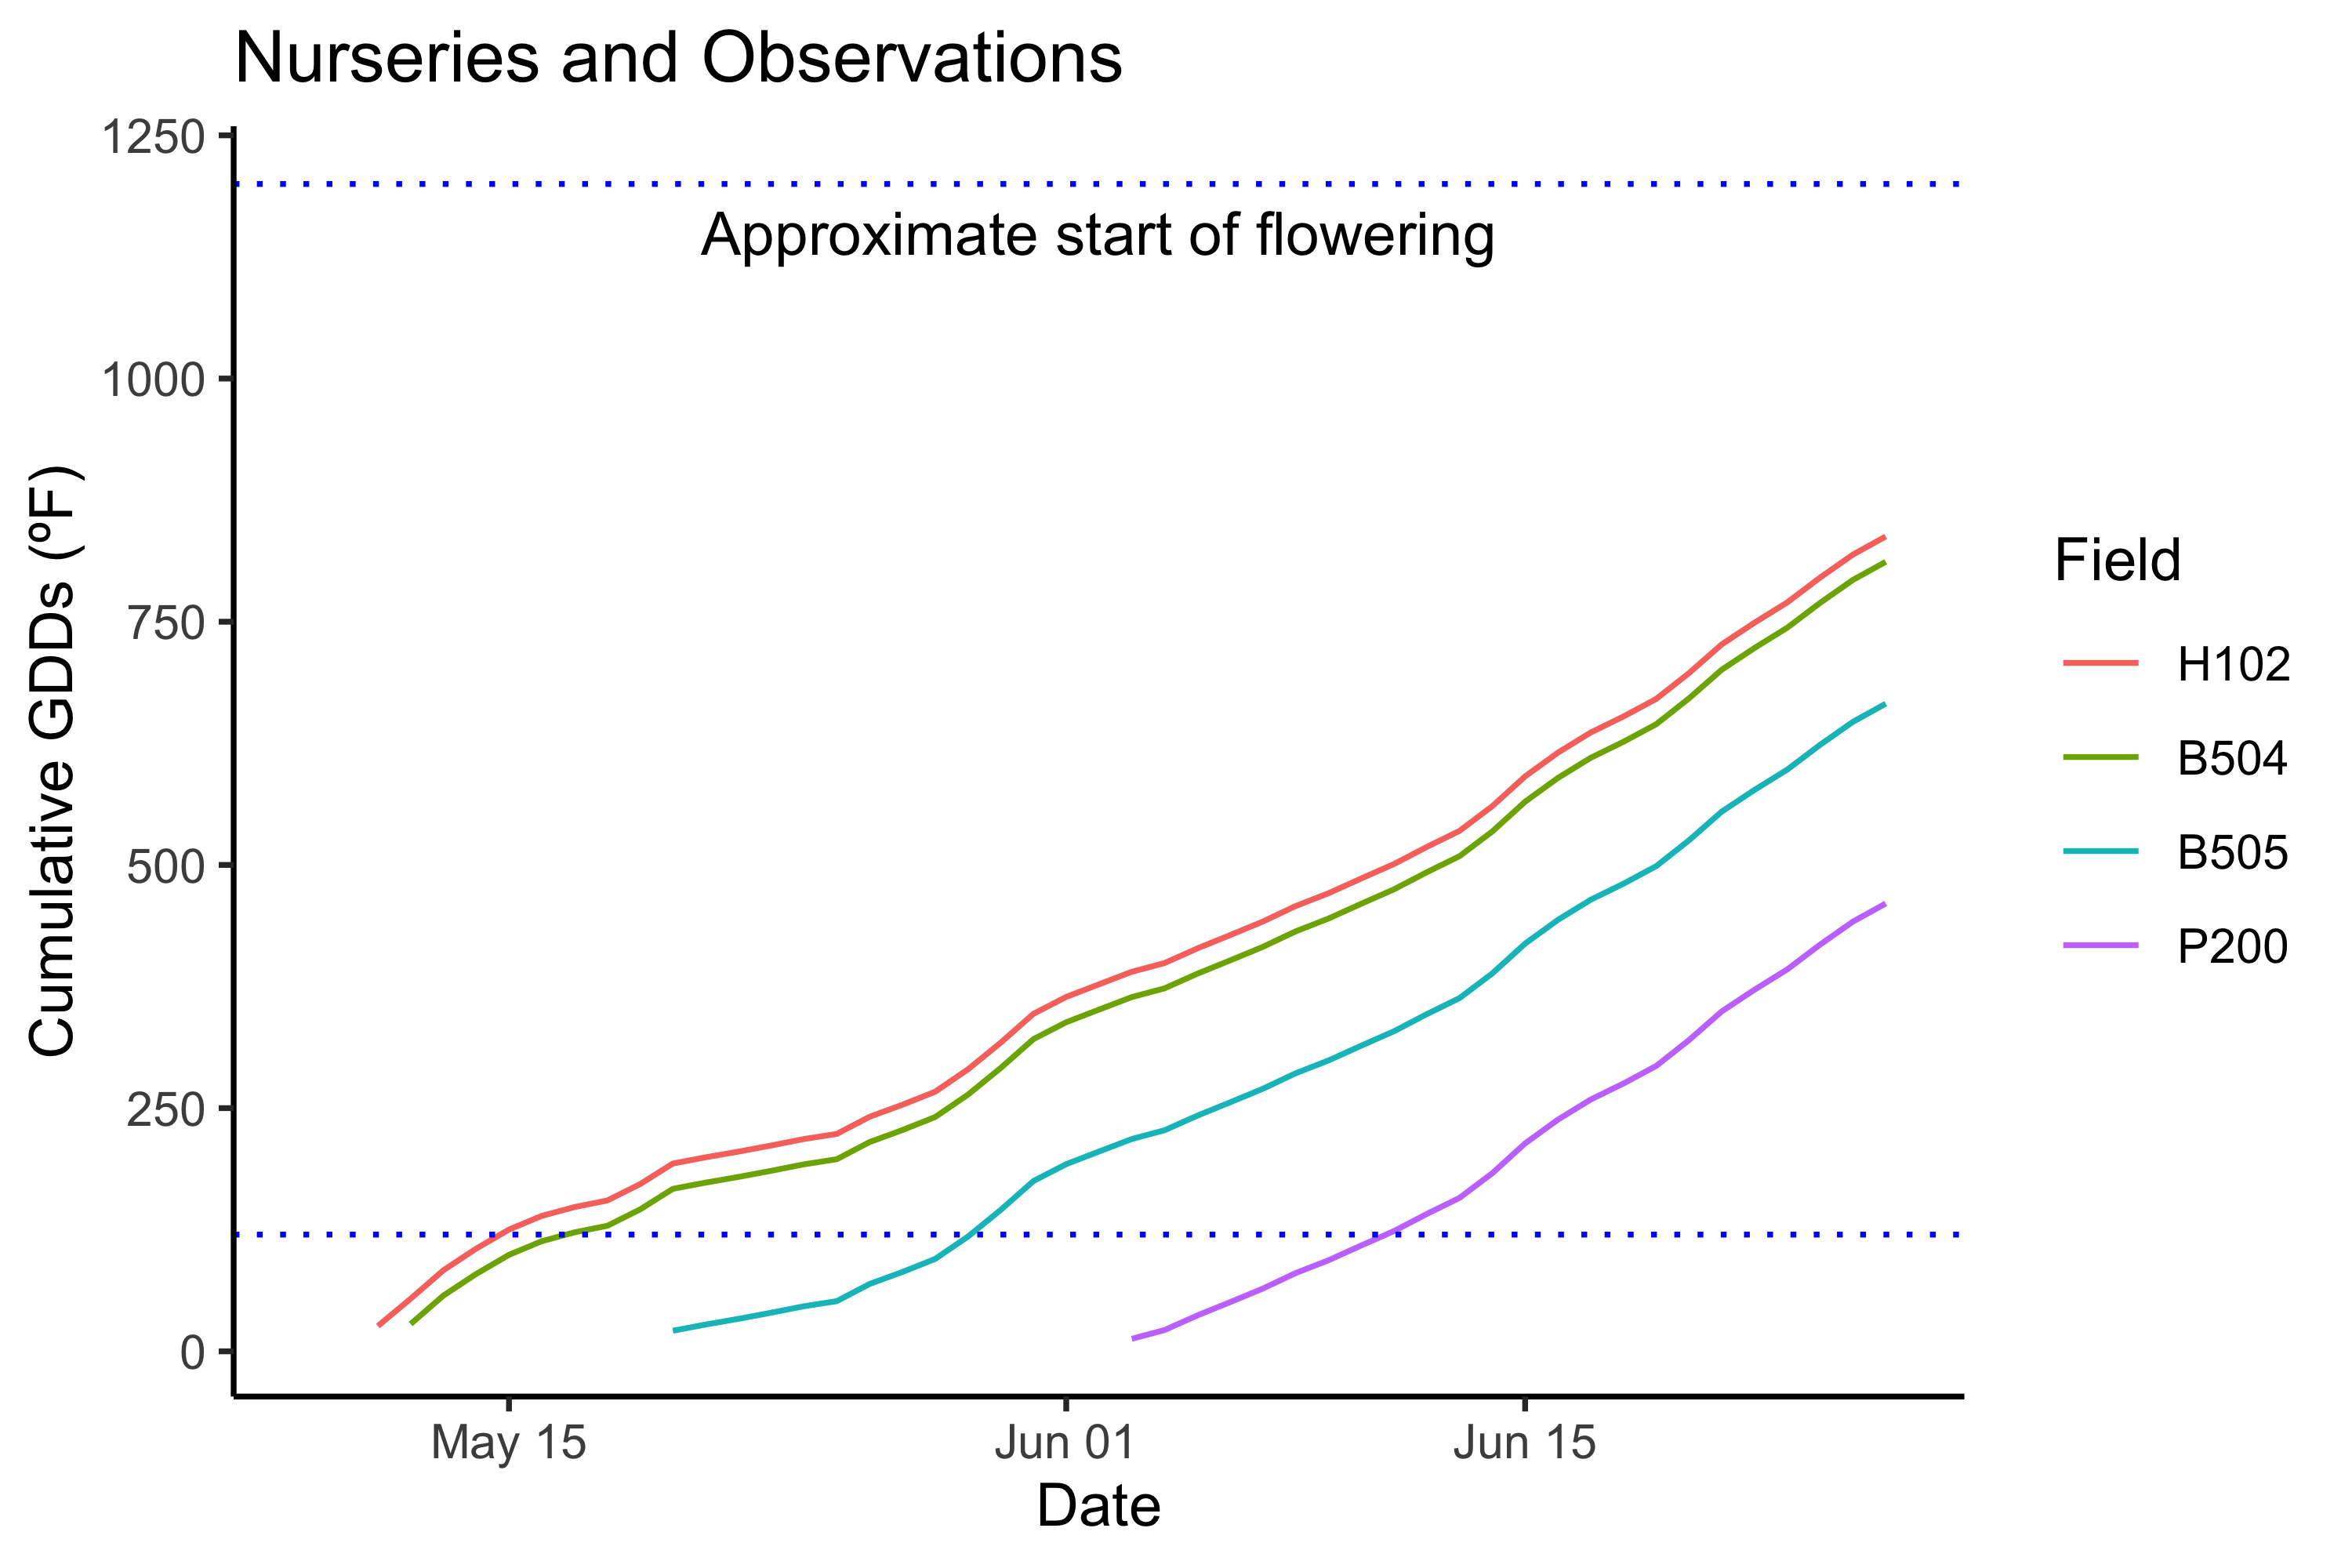 Nurseries and Observations
1250
Approximate start of flowering
1000
750
500
250
0
Cumulative GDDs (ºF)
May 15
Jun 01
Jun 15
Date
Field
H102
B504
B505
P200